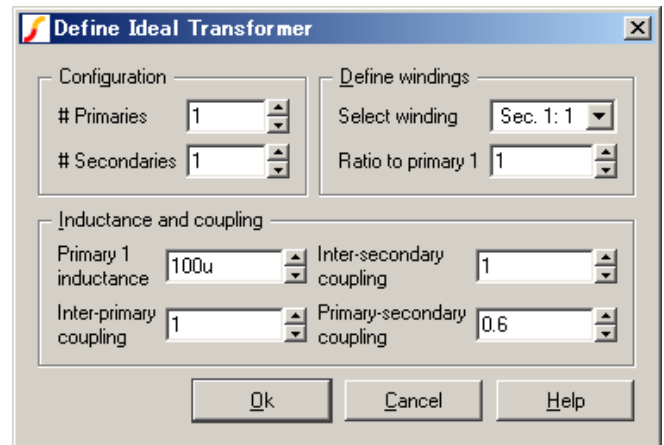 Define Ideal Transformer
Configuration
# Primaries 1
# Secondaries 1
Define windings
Select winding Sec. 1: 1
Ratio to primary 1 1
Inductance and coupling
Primary 1
inductance 100u
Inter-secondary
coupling 1
Inter-primary
coupling 1
Primary-secondary
coupling 0.6
Ok Cancel Help